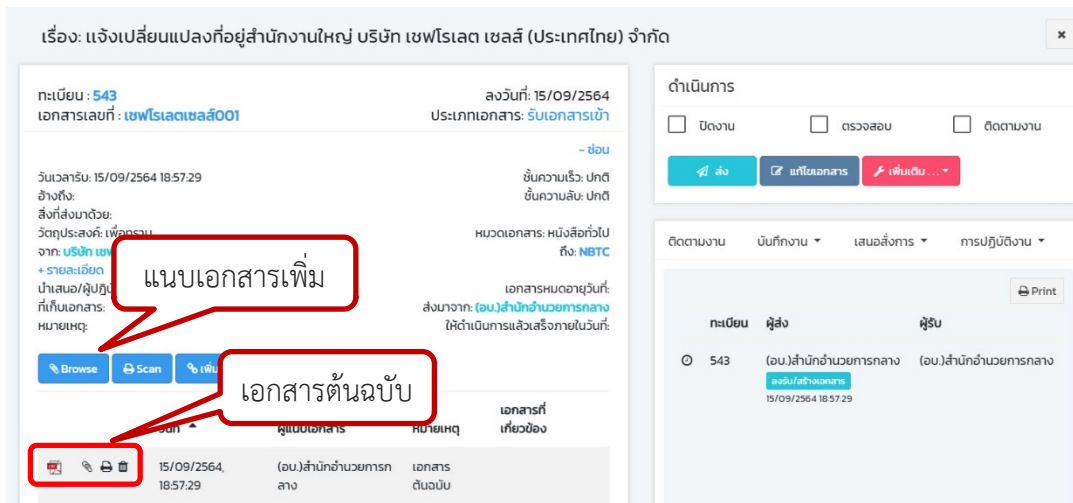 เรื่อง: แจ้งเปลี่ยนแปลงที่อยู่สำนักงานใหญ่ บริษัท เชฟโรเลต เซลส์ (ประเทศไทย) จำกัด
ทะเบียน : 543
ลงวันที่: 15/09/2564
เอกสารเลขที่ : เชฟโรเลตเซลส์001
ประเภทเอกสาร: รับเอกสารเข้า
- ซ่อน
วันเวลารับ: 15/09/2564 18:57:29
ชั้นความเร็ว: ปกติ
อ้างถึง:
ชั้นความลับ: ปกติ
สิ่งที่ส่งมาด้วย:
วัตถุประสงค์: เพื่อทราบ
หมวดเอกสาร: หนังสือทั่วไป
จาก: บริษัท
ถึง: NBTC
+ รายละเอียด
แนบเอกสารเพิ่ม
เอกสารหมดอายุวันที่:
ที่เก็บเอกสาร:
ส่งมาจาก: (อบ.)สำนักอำนวยการกลาง
หมายเหตุ:
ให้ดำเนินการแล้วเสร็จภายในวันที่:
Browse
Scan
เอกสารต้นฉบับ
ผู้แนบเอกสาร
หมายเหตุ
เอกสารที่
เกี่ยวข้อง
15/09/2564,
18:57:29
(อบ.)สำนักอำนวยการก
ลาง
เอกสาร
ต้นฉบับ
ดำเนินการ
ปิดงาน
ตรวจสอบ
ติดตามงาน
ส่ง
แก้ไขเอกสาร
เพิ่มเติม ...
ติดตามงาน
บันทึกงาน
เสนอสั่งการ
การปฏิบัติงาน
Print
ทะเบียน
ผู้ส่ง
ผู้รับ
543
(อบ.)สำนักอำนวยการกลาง
(อบ.)สำนักอำนวยการกลาง
ลงรับ/สร้างเอกสาร
15/09/2564 18:57:29